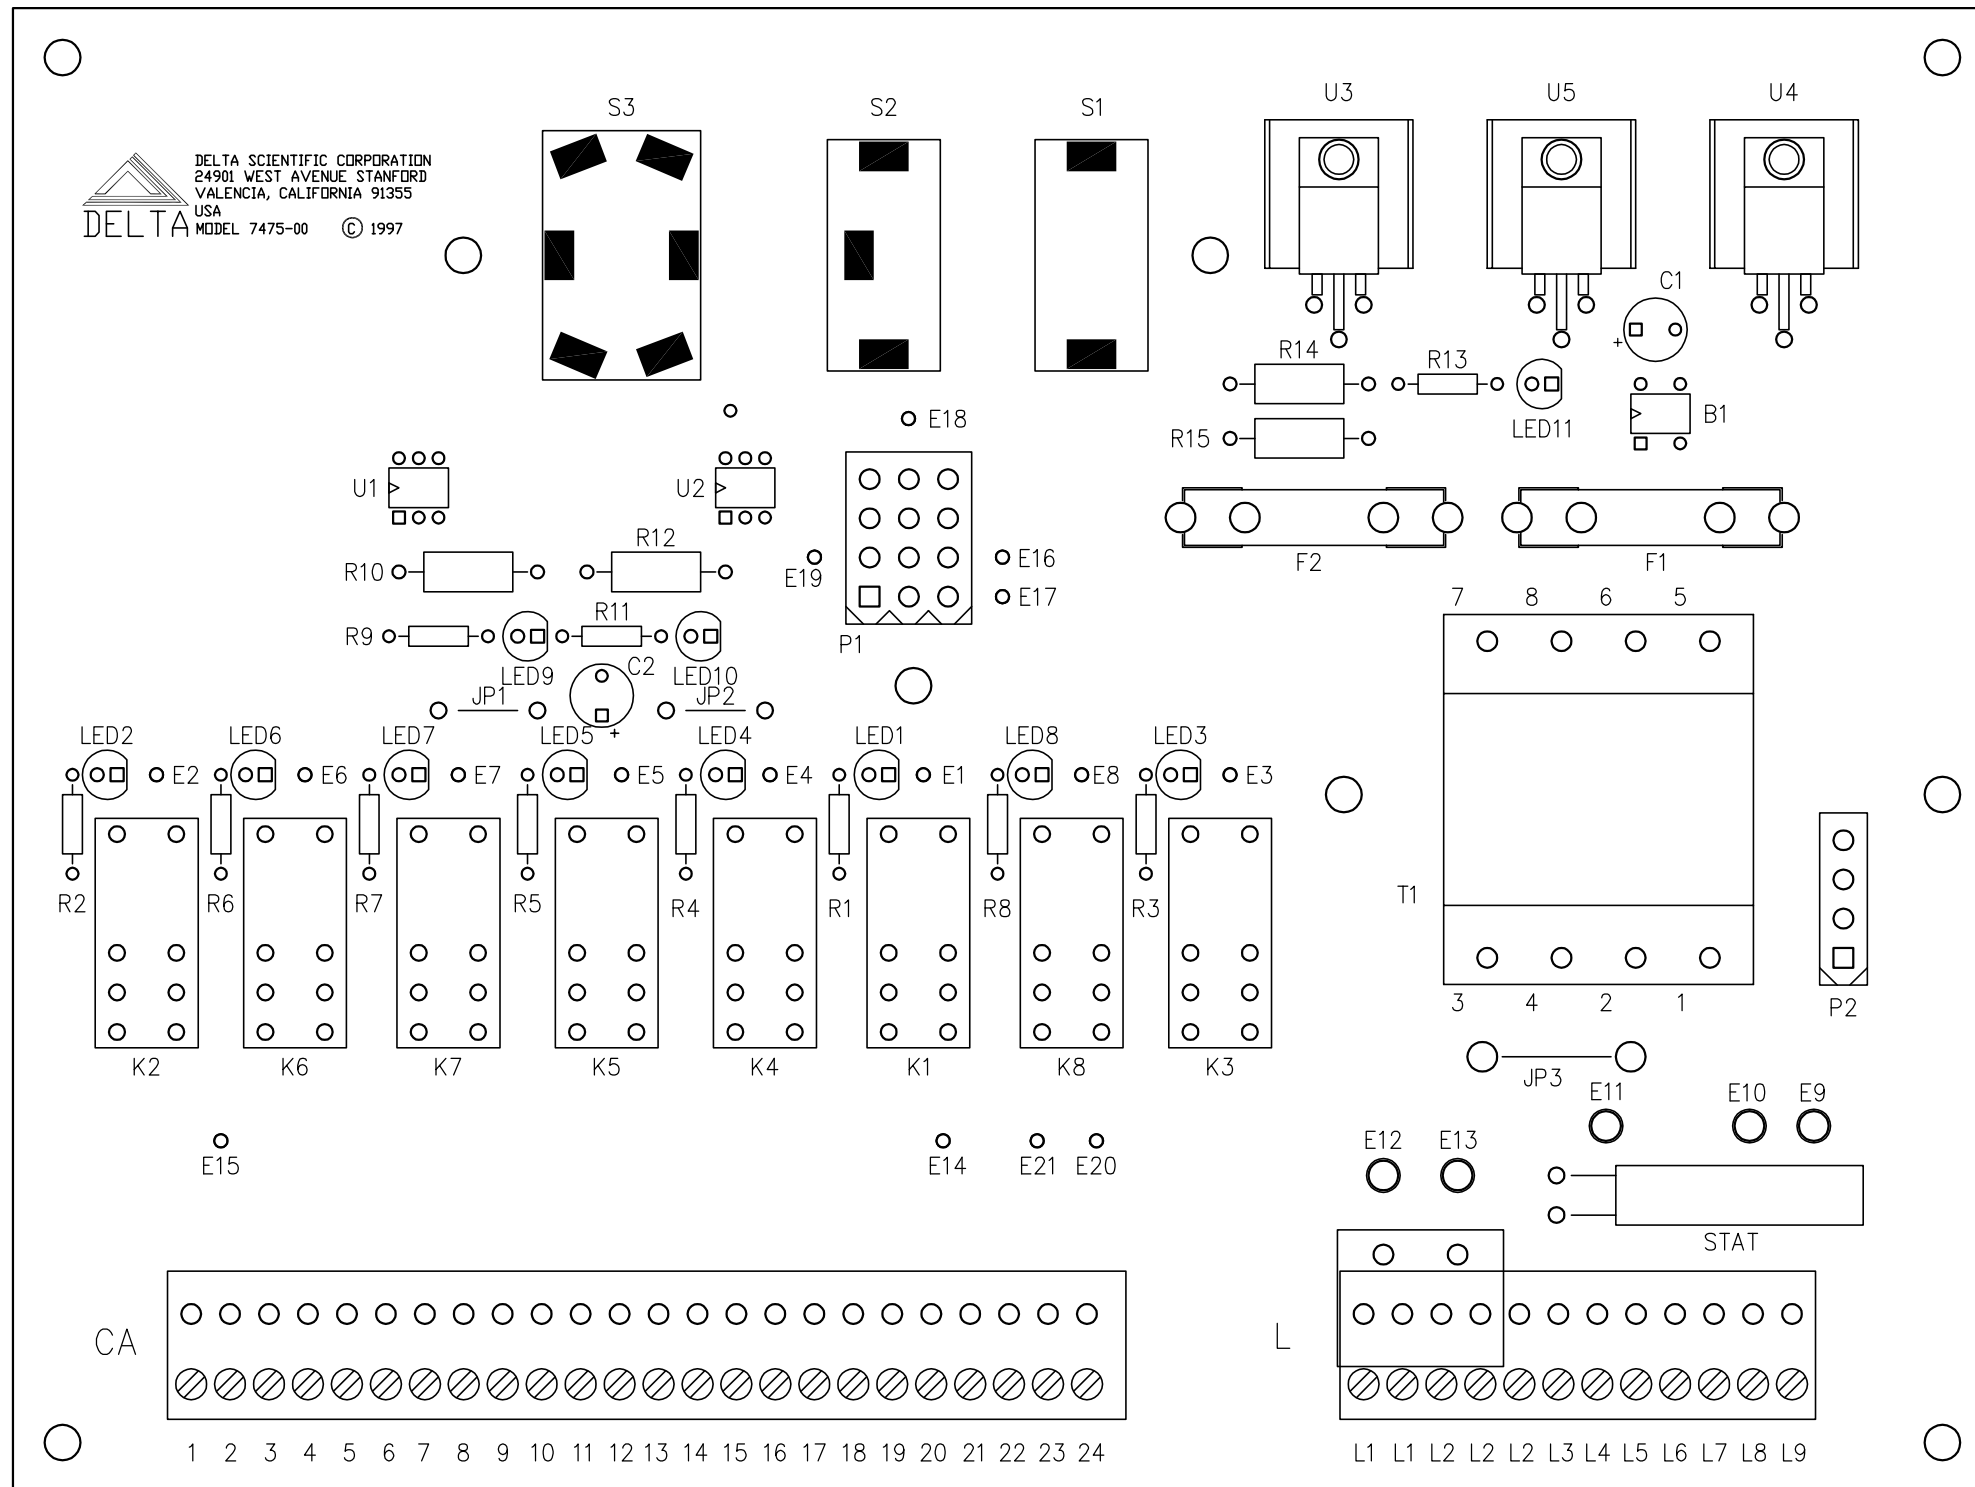 S3 S2 S1 U3 U5 U4
DELTA
DELTA SCIENTIFIC CORPORATION
24901 WEST AVENUE STANFORD
VALENCIA, CALIFORNIA 91355
USA
MODEL 7475-00 © 1997
C1
+
R14 R13
LED11 B1
E18
R15
U1 U2
R12
R10 E19 E16
F2 F1
E17
7 8 6 5
R11
R9 P1
LED9 C2 LED10
JP1 JP2
+
LED2 LED6 LED7 LED5 LED4 LED1 LED8 LED3
E2 E6 E7 E5 E4 E1 E8 E3
T1
R2 R6 R7 R5 R4 R1 R8 R3
3 4 2 1
P2
K2 K6 K7 K5 K4 K1 K8 K3
JP3
E11 E10 E9
E12 E13
E15 E14 E21 E20
STAT
CA L
1 2 3 4 5 6 7 8 9 10 11 12 13 14 15 16 17 18 19 20 21 22 23 24
L1 L1 L2 L2 L2 L3 L4 L5 L6 L7 L8 L9